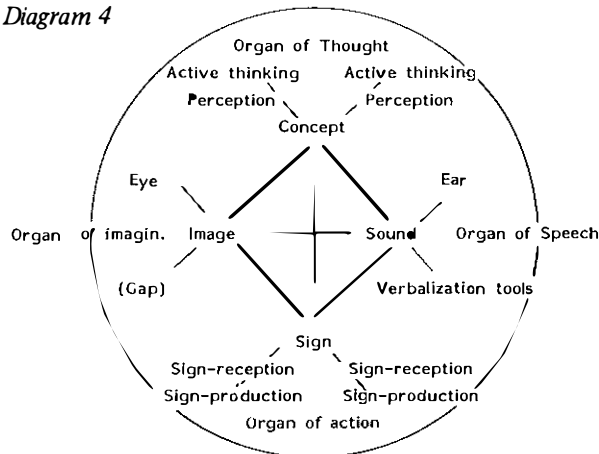 Diagram 4
Organ of Thought
Active thinking Active thinking
Perception Perception
Concept
Eye Ear
Organ of imagin. Image Sound Organ of Speech
(Gap) Verbalization tools
Sign
Sign-reception Sign-reception
Sign-production Sign-production
Organ of action